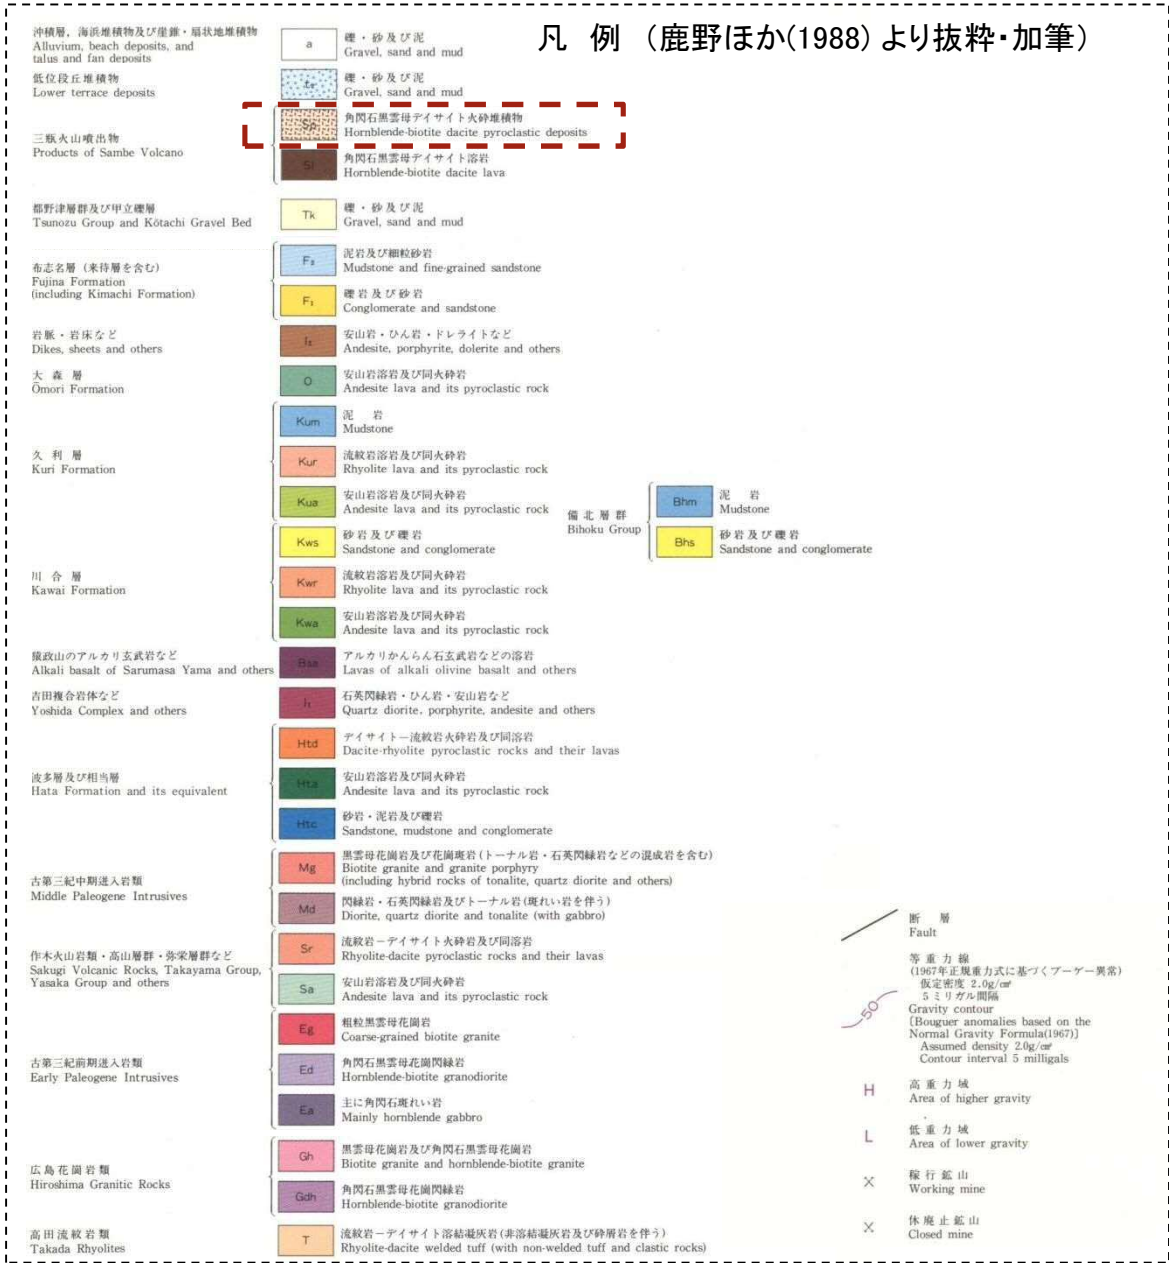 凡 例 （鹿野ほか(1988) より抜粋・加筆）
沖積層，海浜堆積物及び崖錐・扇状地堆積物
Alluvium, beach deposits, and
talus and fan deposits
a
礫・砂及び泥
Gravel, sand and mud
低位段丘堆積物
Lower terrace deposits
礫・砂及び泥
Gravel, sand and mud
三瓶火山噴出物
Products of Sambe Volcano
Sp
角閃石黒雲母デイサイト火砕堆積物
Hornblende-biotite dacite pyroclastic deposits
Sl
角閃石黒雲母デイサイト溶岩
Hornblende-biotite dacite lava
都野津層群及び甲立礫層
Tsunozu Group and Kōtachi Gravel Bed
Tk
礫・砂及び泥
Gravel, sand and mud
布志名層 (来待層を含む)
Fujina Formation
(including Kimachi Formation)
F₂
泥岩及び細粒砂岩
Mudstone and fine-grained sandstone
F₁
礫岩及び砂岩
Conglomerate and sandstone
岩脈・岩床など
Dikes, sheets and others
I₂
安山岩・ひん岩・ドレライトなど
Andesite, porphyrite, dolerite and others
大 森 層
Ōmori Formation
O
安山岩溶岩及び同火砕岩
Andesite lava and its pyroclastic rock
久 利 層
Kuri Formation
Kum
泥 岩
Mudstone
Kur
流紋岩溶岩及び同火砕岩
Rhyolite lava and its pyroclastic rock
Kua
安山岩溶岩及び同火砕岩
Andesite lava and its pyroclastic rock
備北層群
Bihoku Group
Bhm
泥 岩
Mudstone
Bhs
砂岩及び礫岩
Sandstone and conglomerate
川 合 層
Kawai Formation
Kws
砂岩及び礫岩
Sandstone and conglomerate
Kwr
流紋岩溶岩及び同火砕岩
Rhyolite lava and its pyroclastic rock
Kwa
安山岩溶岩及び同火砕岩
Andesite lava and its pyroclastic rock
猿政山のアルカリ玄武岩など
Alkali basalt of Sarumasa Yama and others
Bsa
アルカリかんらん石玄武岩などの溶岩
Lavas of alkali olivine basalt and others
吉田複合岩体など
Yoshida Complex and others
I₁
石英閃緑岩・ひん岩・安山岩など
Quartz diorite, porphyrite, andesite and others
波多層及び相当層
Hata Formation and its equivalent
Htd
デイサイト－流紋岩火砕岩及び同溶岩
Dacite-rhyolite pyroclastic rocks and their lavas
Hta
安山岩溶岩及び同火砕岩
Andesite lava and its pyroclastic rock
Htc
砂岩・泥岩及び礫岩
Sandstone, mudstone and conglomerate
古第三紀中期迸入岩類
Middle Paleogene Intrusives
Mg
黒雲母花崗岩及び花崗斑岩(トーナル岩・石英閃緑岩などの混成岩を含む)
Biotite granite and granite porphyry
(including hybrid rocks of tonalite, quartz diorite and others)
Md
閃緑岩・石英閃緑岩及びトーナル岩(斑れい岩を伴う)
Diorite, quartz diorite and tonalite (with gabbro)
作木火山岩類・高山層群・弥栄層群など
Sakugi Volcanic Rocks, Takayama Group,
Yasaka Group and others
Sr
流紋岩－デイサイト火砕岩及び同溶岩
Rhyolite-dacite pyroclastic rocks and their lavas
Sa
安山岩溶岩及び同火砕岩
Andesite lava and its pyroclastic rock
古第三紀前期迸入岩類
Early Paleogene Intrusives
Eg
粗粒黒雲母花崗岩
Coarse-grained biotite granite
Ed
角閃石黒雲母花崗閃緑岩
Hornblende-biotite granodiorite
Ea
主に角閃石斑れい岩
Mainly hornblende gabbro
広島花崗岩類
Hiroshima Granitic Rocks
Gh
黒雲母花崗岩及び角閃石黒雲母花崗岩
Biotite granite and hornblende-biotite granite
Gdh
角閃石黒雲母花崗閃緑岩
Hornblende-biotite granodiorite
高田流紋岩類
Takada Rhyolites
T
流紋岩－デイサイト溶結凝灰岩(非溶結凝灰岩及び砕屑岩を伴う)
Rhyolite-dacite welded tuff (with non-welded tuff and clastic rocks)
断 層
Fault
50
等重力線
(1967年正規重力式に基づくブーゲー異常)
仮定密度 2.0g/㎤
5ミリガル間隔
Gravity contour
[Bouguer anomalies based on the
Normal Gravity Formula(1967)]
Assumed density 2.0g/㎤
Contour interval 5 milligals
H
高重力域
Area of higher gravity
L
低重力域
Area of lower gravity
X
稼行鉱山
Working mine
X
休廃止鉱山
Closed mine